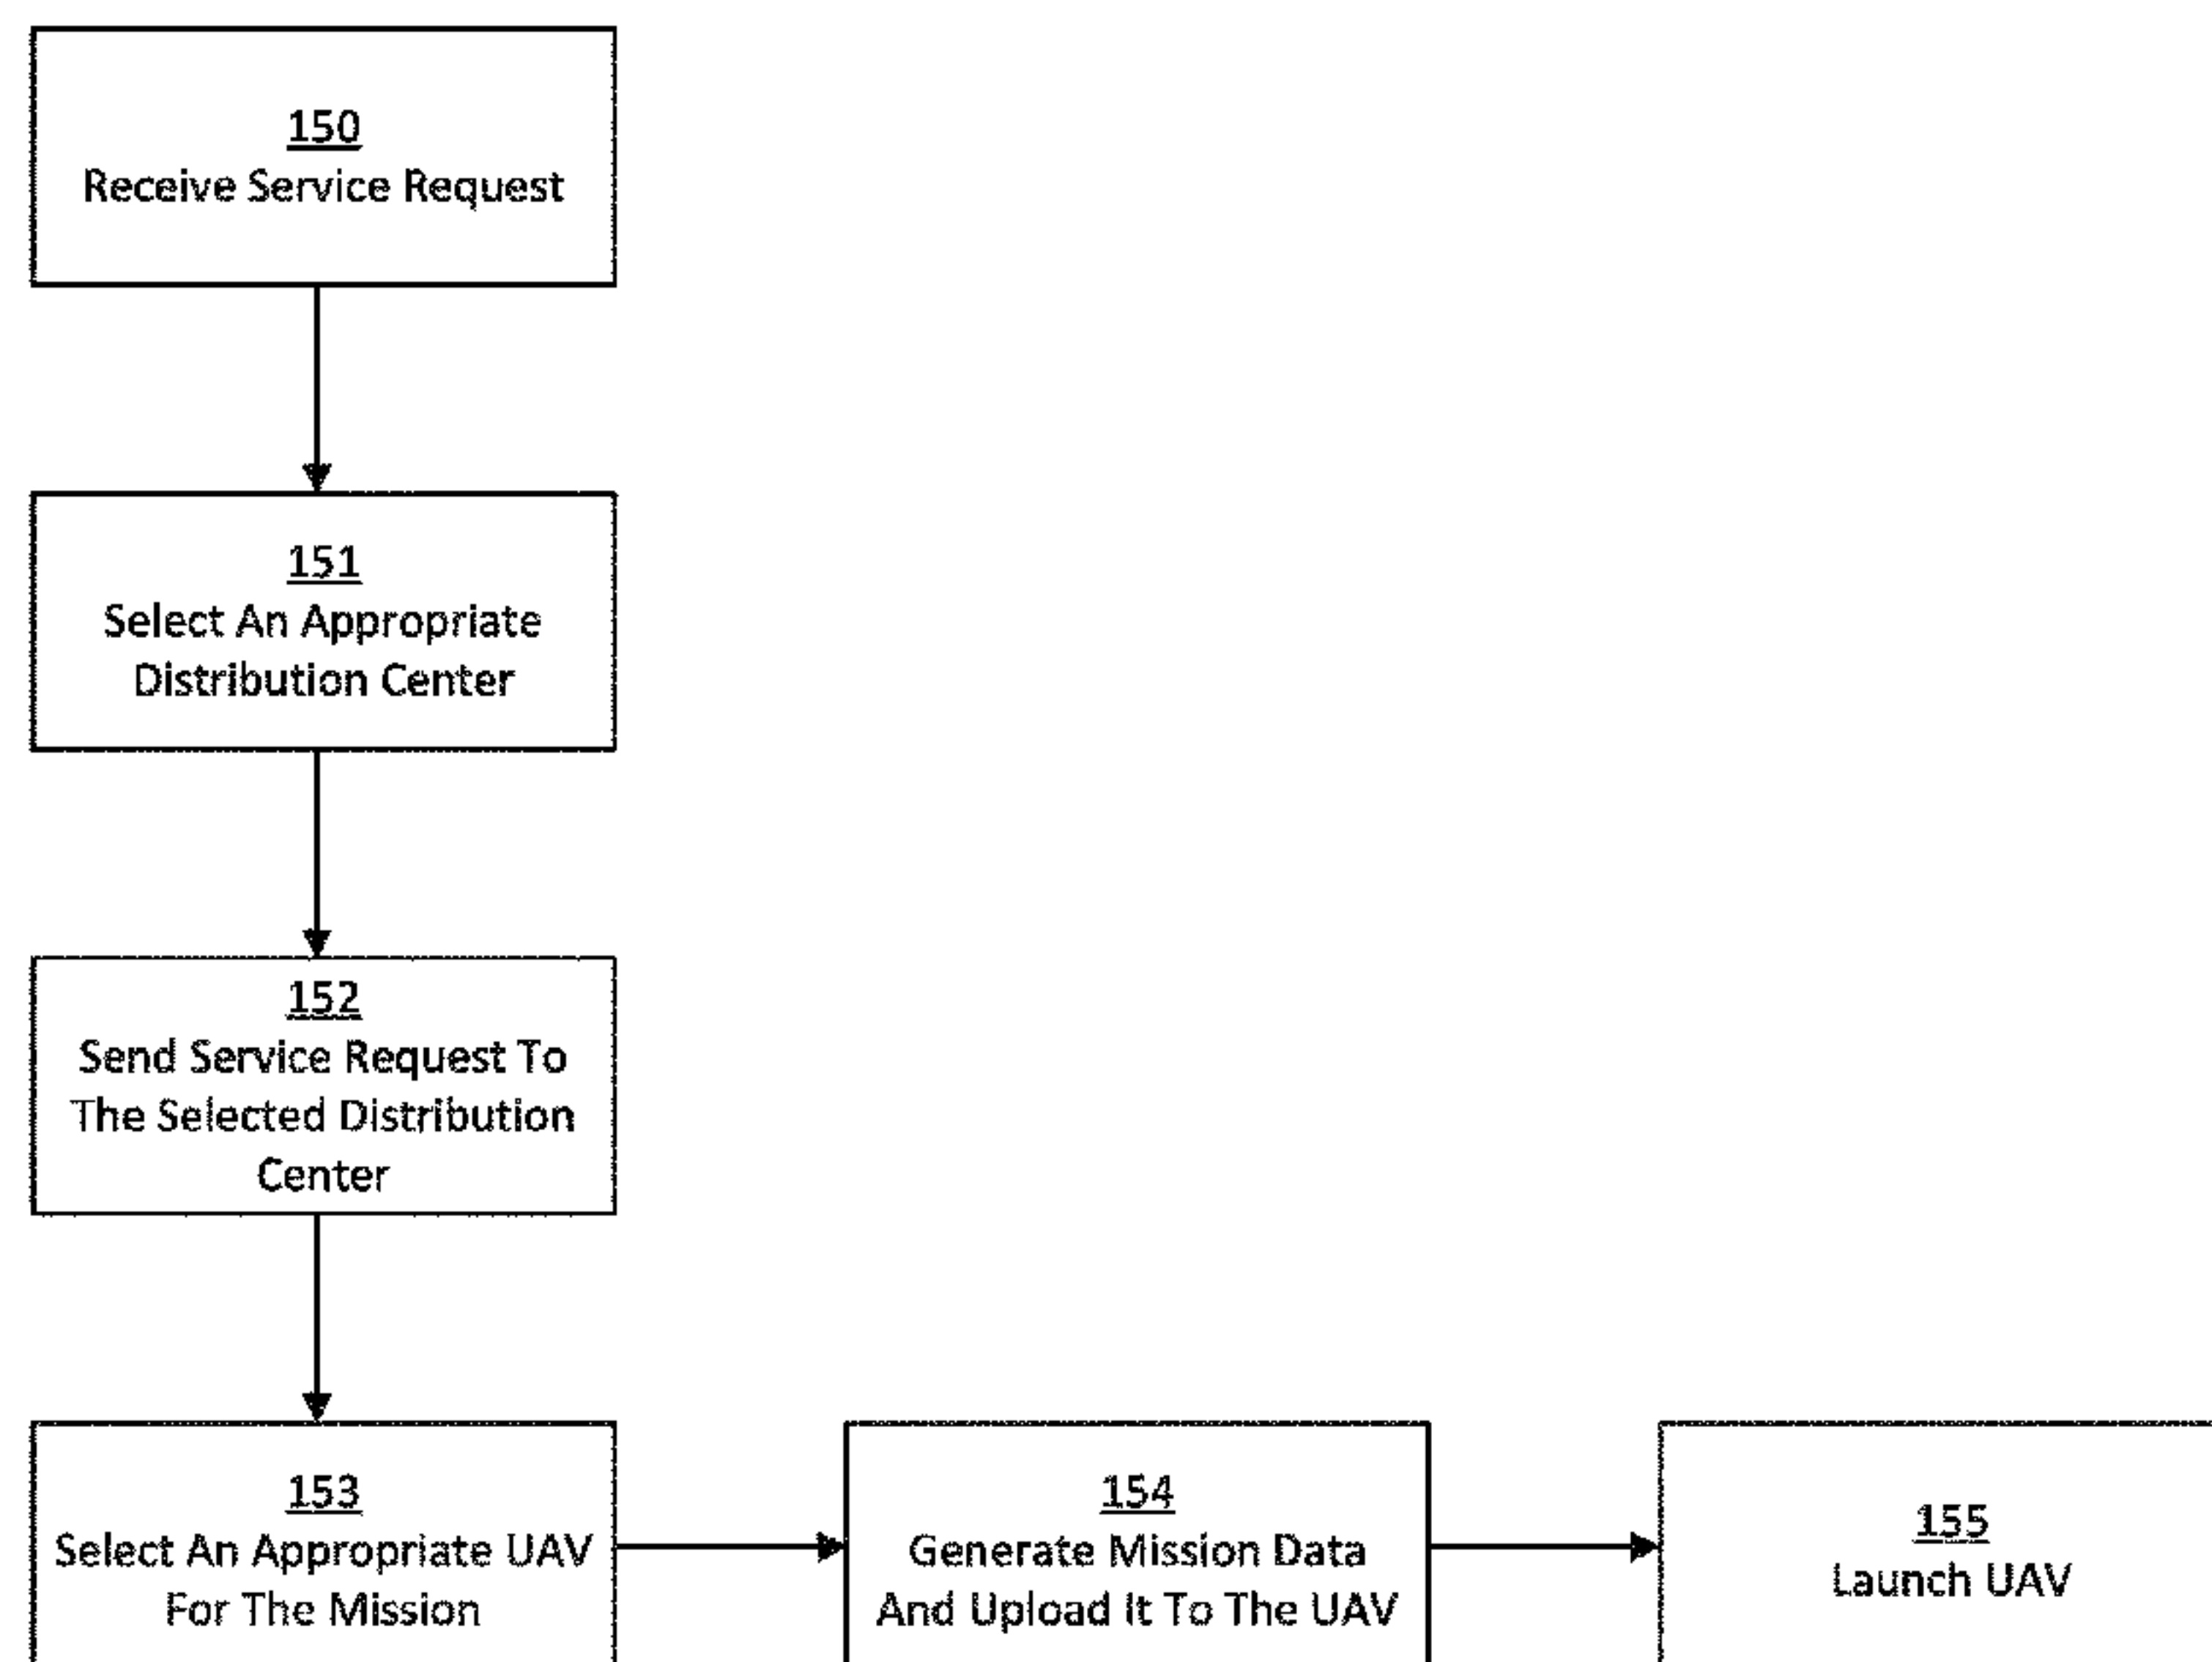 150
Receive Service Request
151
Select An Appropriate
Distribution Center
152
Send Service Request To
The Selected Distribution
Center
153
Select An Appropriate UAV
For The Mission
154
Generate Mission Data
And Upload It To The UAV
155
Launch UAV